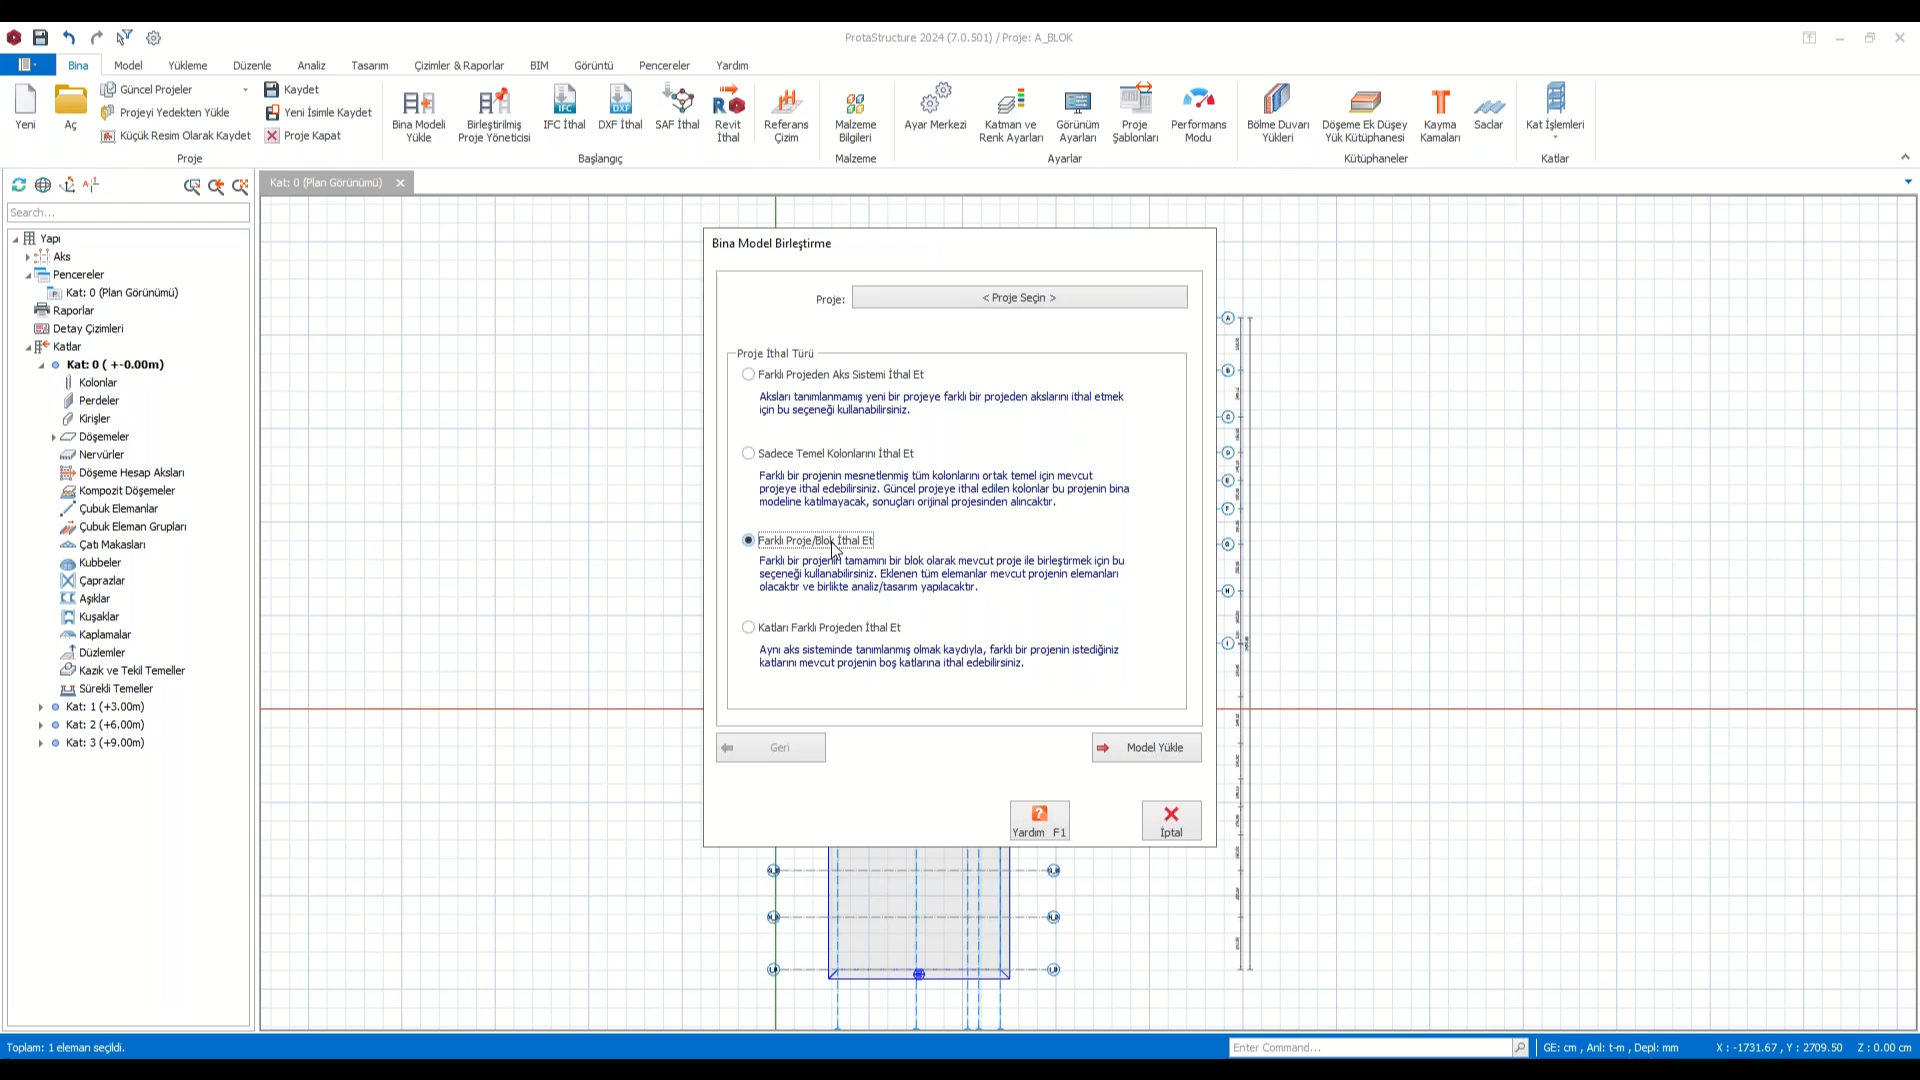 ProtaStructure 2024 (7.0.501) / Proje: A_BLOK
Bina
Model
Yükleme
Düzenle
Analiz
Tasarım
Çizimler & Raporlar
BIM
Görüntü
Pencereler
Yardım
Yeni
Aç
Güncel Projeler
Projeyi Yedekten Yükle
Küçük Resim Olarak Kaydet
Kaydet
Yeni İsimle Kaydet
Proje Kapat
Proje
Bina Modeli
Yükle
Birleştirilmiş
Proje Yöneticisi
IFC İthal
DXF İthal
SAF İthal
Revit
İthal
Referans
Çizim
Başlangıç
Malzeme
Bilgileri
Malzeme
Ayar Merkezi
Katman ve
Renk Ayarları
Görünüm
Ayarları
Proje
Şablonları
Performans
Modu
Ayarlar
Bölme Duvarı
Yükleri
Döşeme Ek Düşey
Yük Kütüphanesi
Kayma
Kamaları
Saclar
Kütüphaneler
Kat İşlemleri
Katlar
Kat: 0 (Plan Görünümü)
Search...
Yapı
Aks
Pencereler
Kat: 0 (Plan Görünümü)
Raporlar
Detay Çizimleri
Katlar
Kat: 0 ( +-0.00m)
Kolonlar
Perdeler
Kirişler
Döşemeler
Nervürler
Döşeme Hesap Aksları
Kompozit Döşemeler
Çubuk Elemanlar
Çubuk Eleman Grupları
Çatı Makasları
Kubbeler
Çaprazlar
Aşıklar
Kuşaklar
Kaplamalar
Düzlemler
Kazık ve Tekil Temeller
Sürekli Temeller
Kat: 1 (+3.00m)
Kat: 2 (+6.00m)
Kat: 3 (+9.00m)
Bina Model Birleştirme
Proje:
< Proje Seçin >
Proje İthal Türü
Farklı Projeden Aks Sistemi İthal Et
Aksları tanımlanmamış yeni bir projeye farklı bir projeden akslarını ithal etmek
için bu seçeneği kullanabilirsiniz.
Sadece Temel Kolonlarını İthal Et
Farklı bir projenin mesnetlenmiş tüm kolonlarını ortak temel için mevcut
projeye ithal edebilirsiniz. Güncel projeye ithal edilen kolonlar bu projenin bina
modeline katılmayacak, sonuçları orijinal projesinden alıncaktır.
Farklı Proje/Blok İthal Et
Farklı bir projenin tamamını bir blok olarak mevcut proje ile birleştirmek için bu
seçeneği kullanabilirsiniz. Eklenen tüm elemanlar mevcut projenin elemanları
olacaktır ve birlikte analiz/tasarım yapılacaktır.
Katları Farklı Projeden İthal Et
Aynı aks sisteminde tanımlanmış olmak kaydıyla, farklı bir projenin istediğiniz
katlarını mevcut projenin boş katlarına ithal edebilirsiniz.
Geri
Model Yükle
Yardım F1
İptal
A
B
C
D
E
F
G
H
I
Toplam: 1 eleman seçildi.
Enter Command...
GE: cm , Anl: t-m , Depl: mm
X : -1731.67 , Y : 2709.50
Z : 0.00 cm